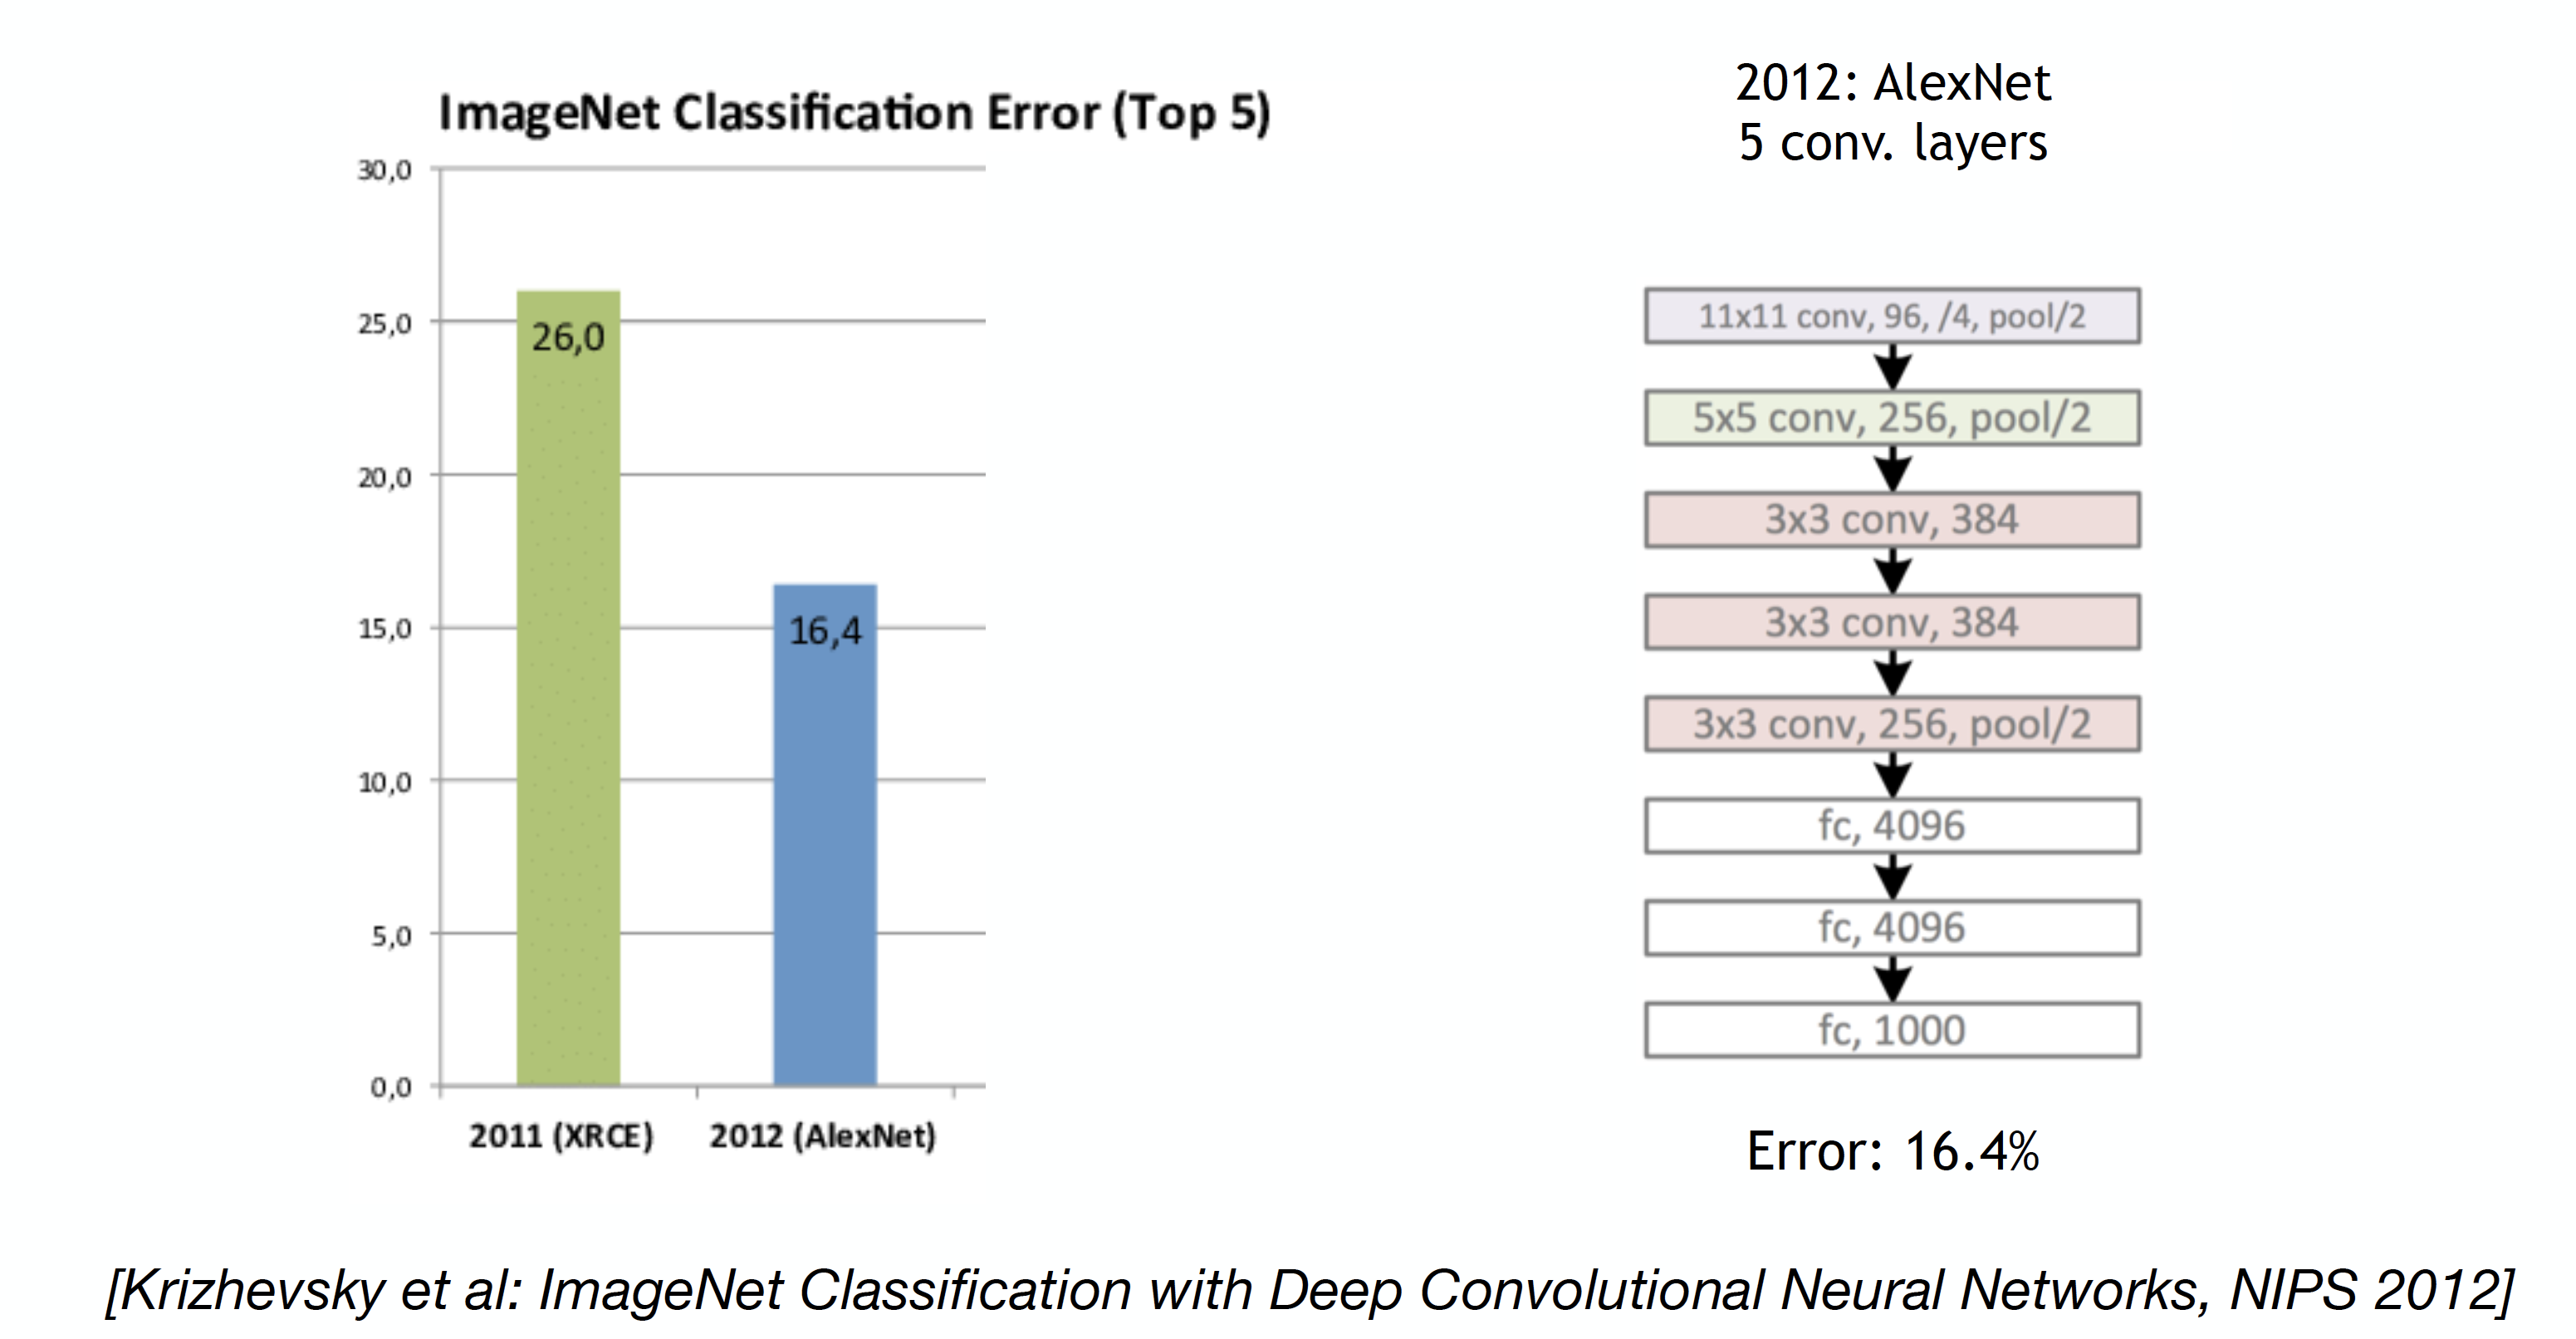 ImageNet Classification Error (Top 5)
30,0
25,0
20,0
15,0
10,0
5,0
0,0
26,0
16,4
2011 (XRCE)
2012 (AlexNet)
2012: AlexNet
5 conv. layers
11x11 conv, 96, /4, pool/2
5x5 conv, 256, pool/2
3x3 conv, 384
3x3 conv, 384
3x3 conv, 256, pool/2
fc, 4096
fc, 4096
fc, 1000
Error: 16.4%
[Krizhevsky et al: ImageNet Classification with Deep Convolutional Neural Networks, NIPS 2012]